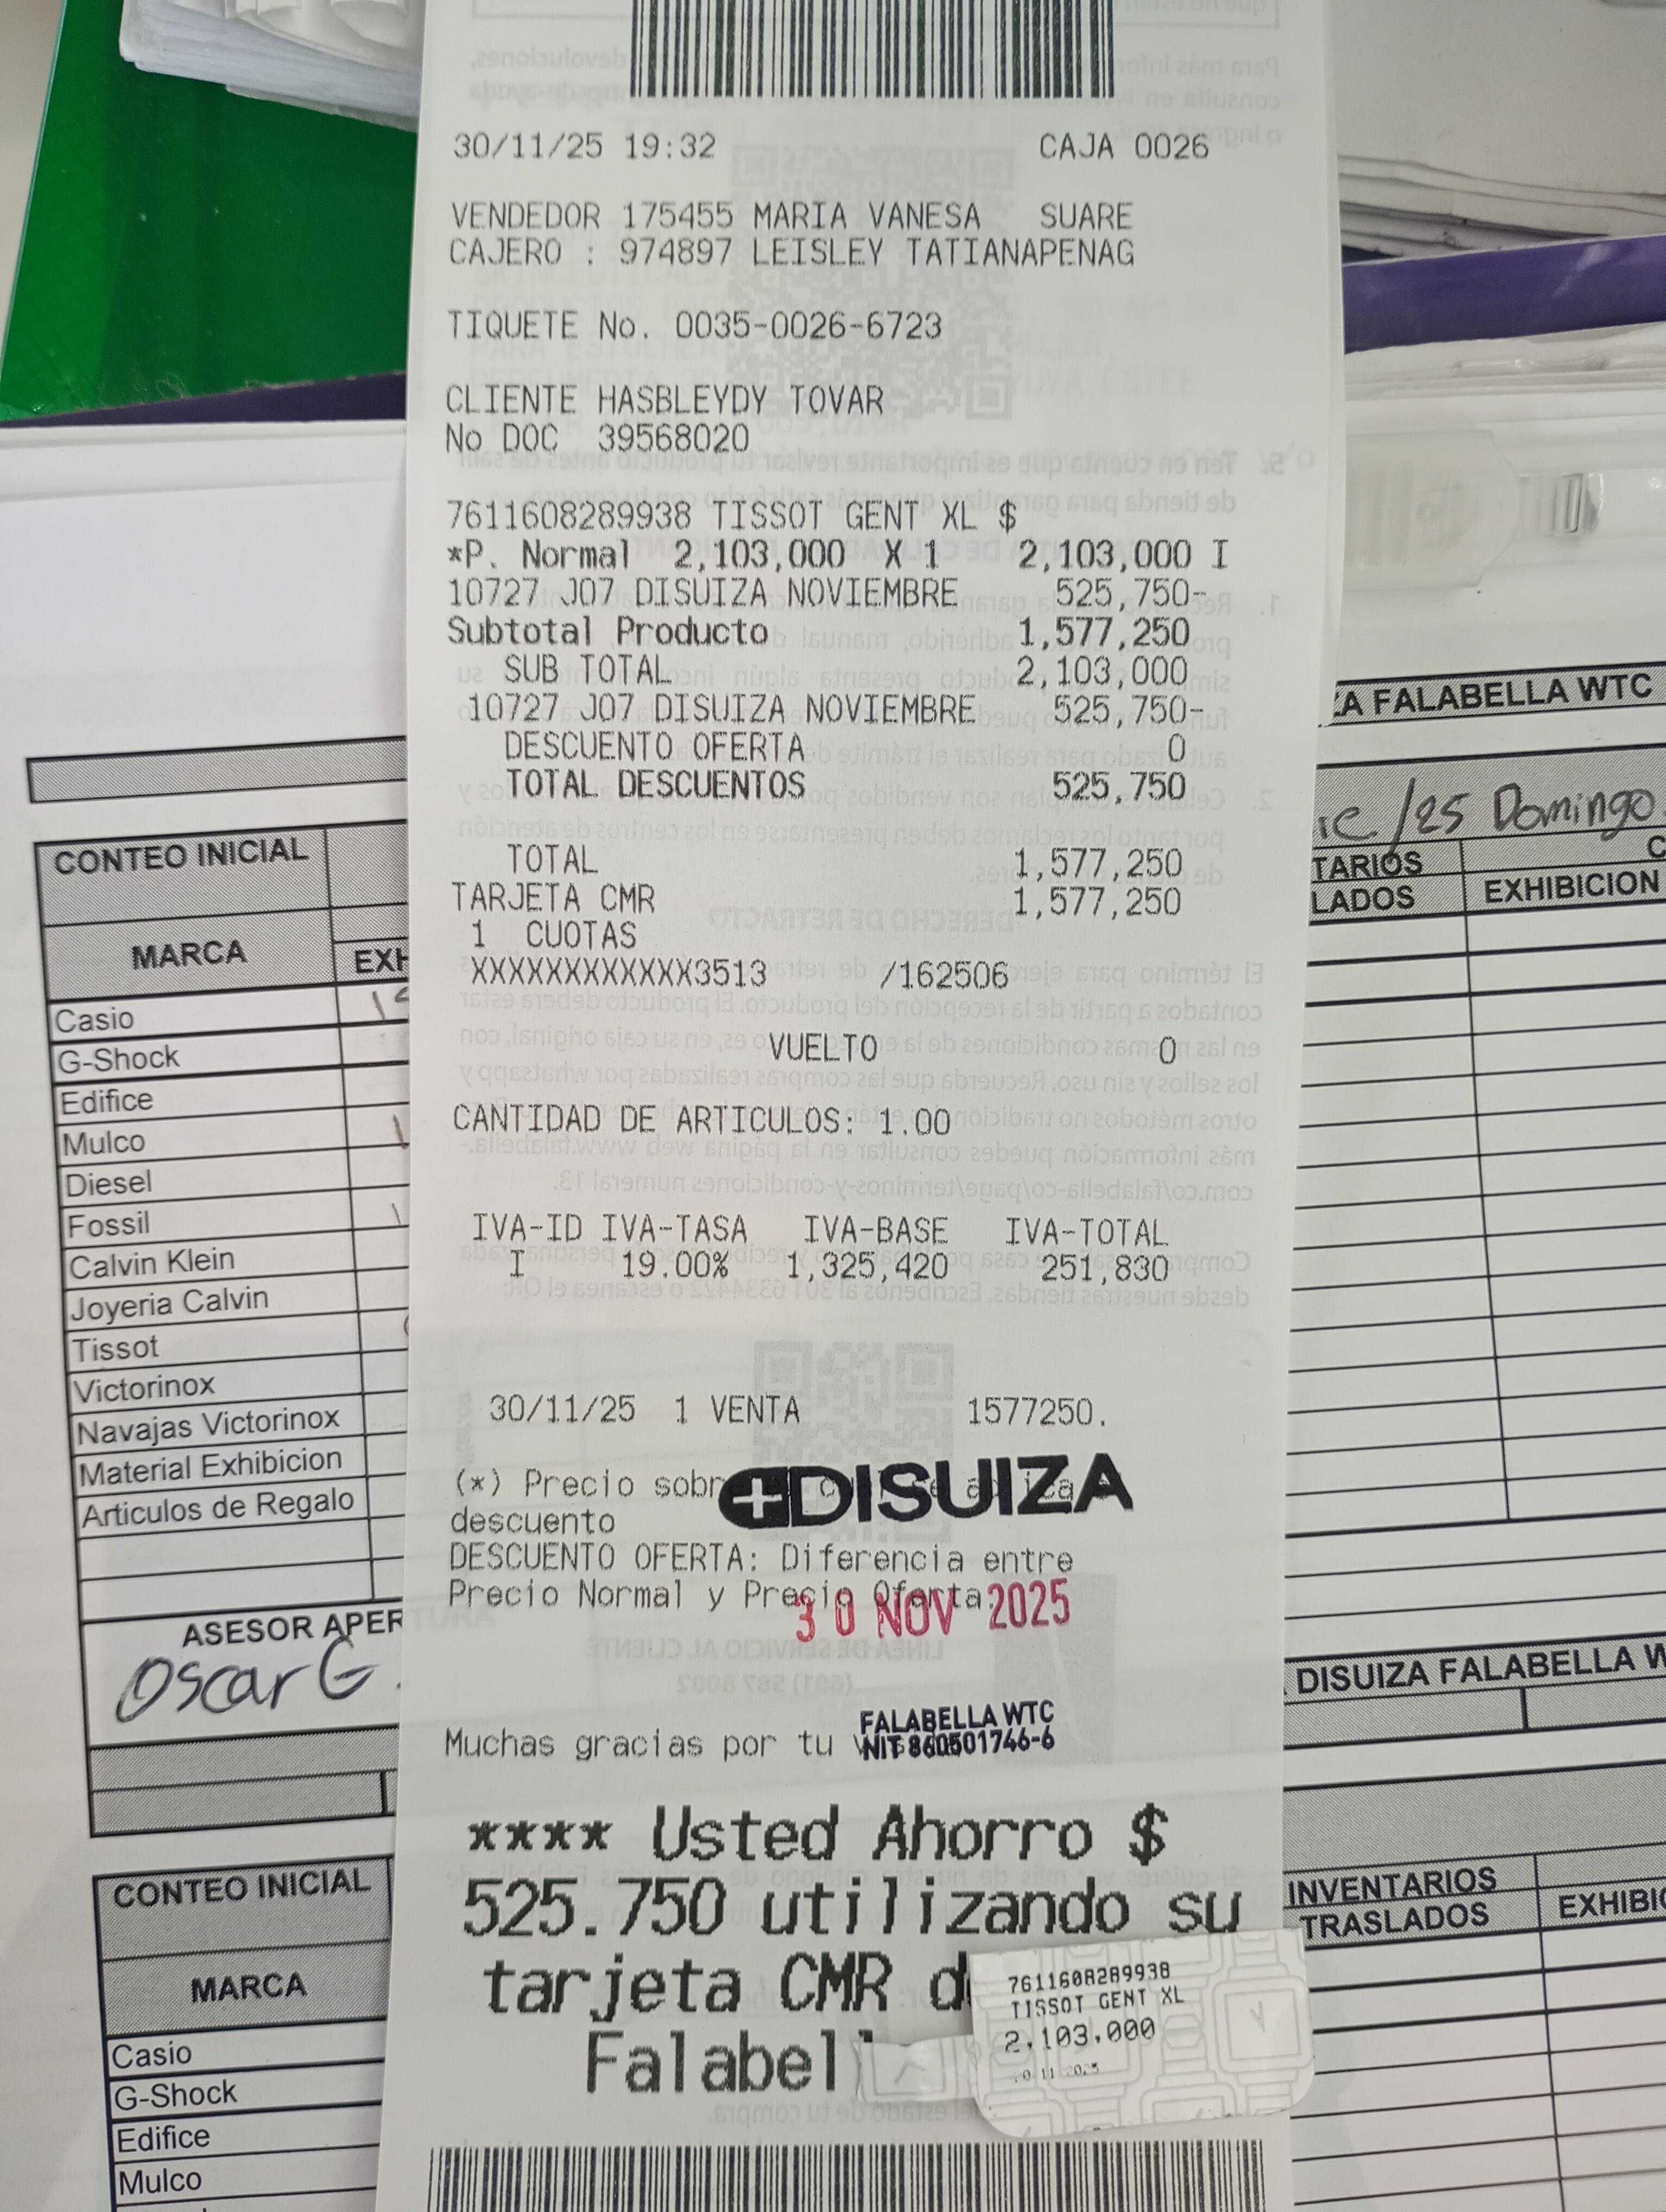 30/11/25 19:32 CAJA 0026
VENDEDOR 175455 MARIA VANESA SUARE
CAJERO : 974897 LEISLEY TATIANAPENAG
TIQUETE No. 0035-0026-6723
CLIENTE HASBLEYDY TOVAR
No DOC 39568020
7611608289938 TISSOT GENT XL $
*P. Normal 2,103,000 X 1 2,103,000 I
10727 J07 DISUIZA NOVIEMBRE 525,750-
Subtotal Producto 1,577,250
SUB TOTAL 2,103,000
10727 J07 DISUIZA NOVIEMBRE 525,750-
DESCUENTO OFERTA 0
TOTAL DESCUENTOS 525,750
TOTAL 1,577,250
TARJETA CMR 1,577,250
1 CUOTAS
XXXXXXXXXXXX3513 /162506
VUELTO 0
CANTIDAD DE ARTICULOS: 1.00
IVA-ID IVA-TASA IVA-BASE IVA-TOTAL
I 19.00% 1,325,420 251,830
30/11/25 1 VENTA 1577250.
(*) Precio sobr
DISUIZA
descuento
DESCUENTO OFERTA: Diferencia entre
Precio Normal y Precio Oferta.
30 NOV 2025
Muchas gracias por tu
FALABELLA WTC
NIT 860501746-6
**** Usted Ahorro $
525.750 utilizando su
tarjeta CMR d
Falabel
7611608289938
TISSOT GENT XL
2,103,000
CONTEO INICIAL
MARCA
EXH
Casio
G-Shock
Edifice
Mulco
Diesel
Fossil
Calvin Klein
Joyeria Calvin
Tissot
Victorinox
Navajas Victorinox
Material Exhibicion
Articulos de Regalo
ASESOR APER
Oscar G.
CONTEO INICIAL
MARCA
Casio
G-Shock
Edifice
Mulco
ZA FALABELLA WTC
/25 Domingo
TARIOS
LADOS
EXHIBICION
DISUIZA FALABELLA W
INVENTARIOS
TRASLADOS
EXHIBIC